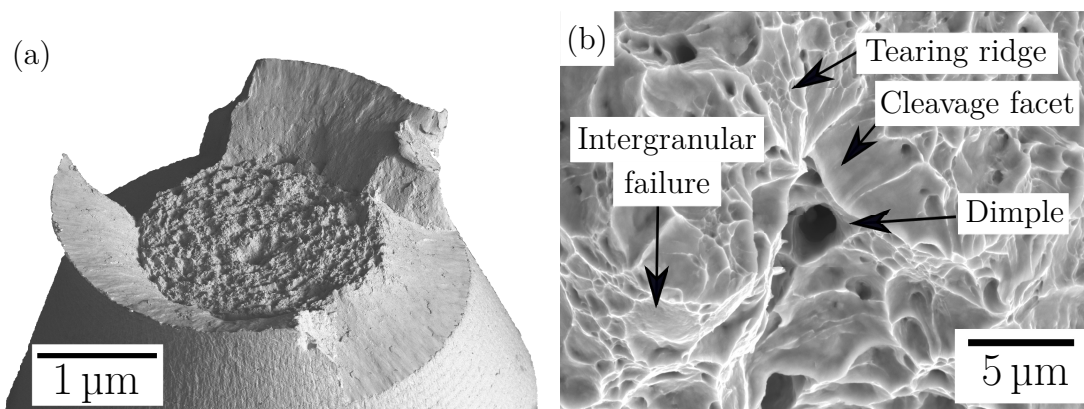 (a)
1 µm
(b)
Tearing ridge
Cleavage facet
Intergranular
failure
Dimple
5 µm